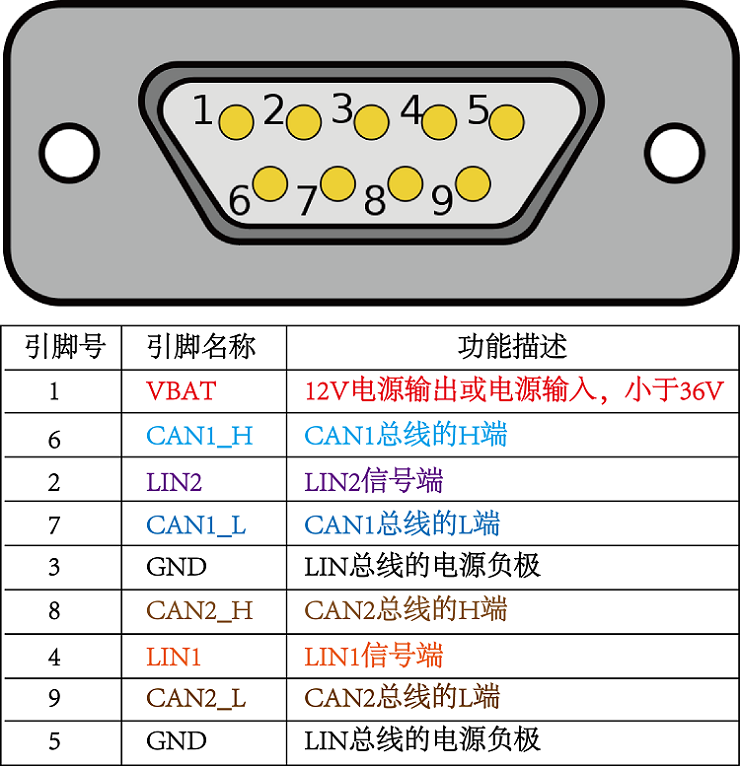 1 2 3 4 5
6 7 8 9
引脚号 引脚名称 功能描述
1 VBAT 12V电源输出或电源输入，小于36V
6 CAN1_H CAN1总线的H端
2 LIN2 LIN2信号端
7 CAN1_L CAN1总线的L端
3 GND LIN总线的电源负极
8 CAN2_H CAN2总线的H端
4 LIN1 LIN1信号端
9 CAN2_L CAN2总线的L端
5 GND LIN总线的电源负极